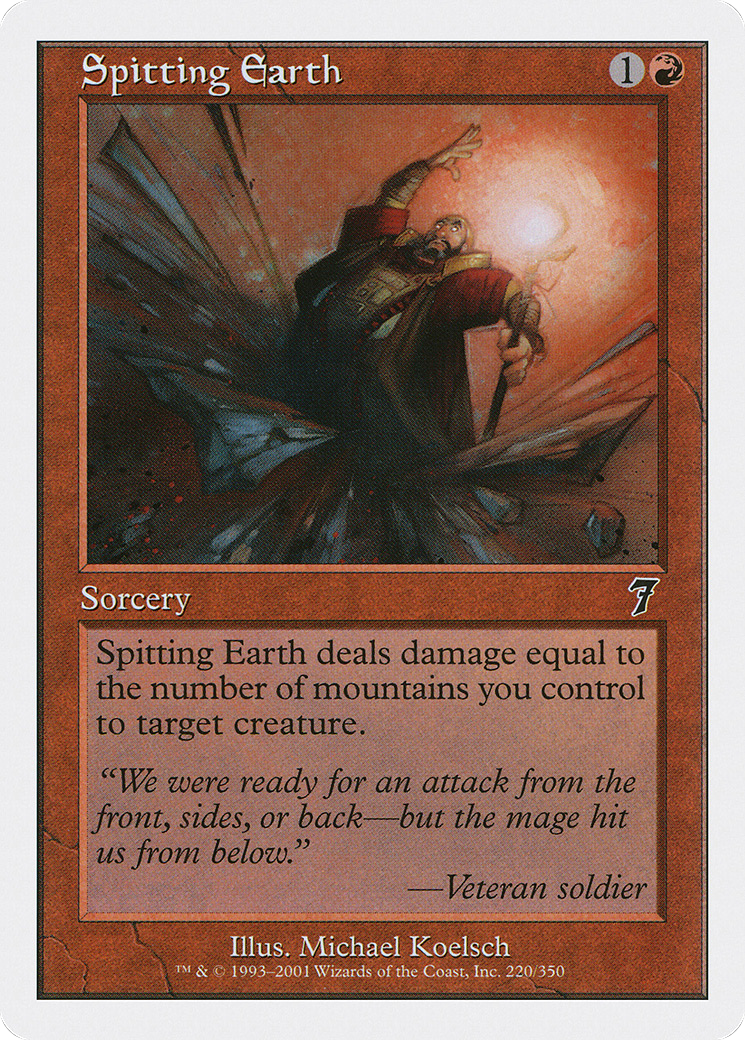 Spitting Earth 1
Sorcery 7
Spitting Earth deals damage equal to
the number of mountains you control
to target creature.
“We were ready for an attack from the
front, sides, or back—but the mage hit
us from below.”
—Veteran soldier
Illus. Michael Koelsch
™ & © 1993–2001 Wizards of the Coast, Inc. 220/350